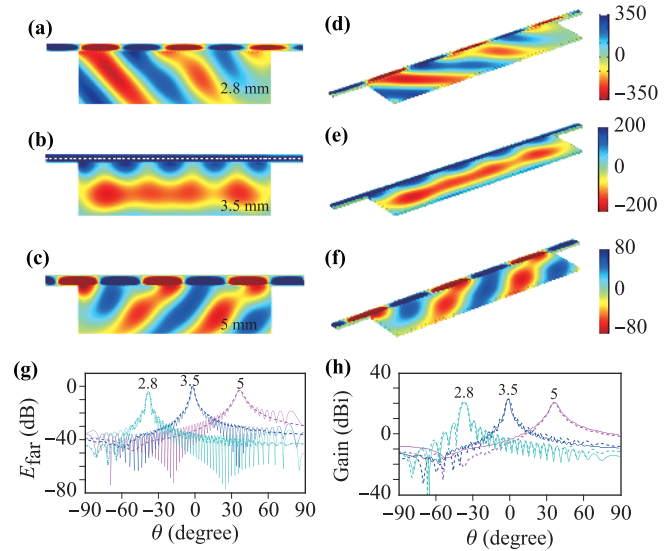 (a)
2.8 mm
(b)
3.5 mm
(c)
5 mm
(d)
350
0
−350
(e)
200
0
−200
(f)
80
0
−80
(g)
0
−40
−80
E_far (dB)
2.8
3.5
5
−90 −60 −30 0 30 60 90
θ (degree)
(h)
40
20
0
−40
Gain (dBi)
2.8
3.5
5
−90 −60 −30 0 30 60 90
θ (degree)